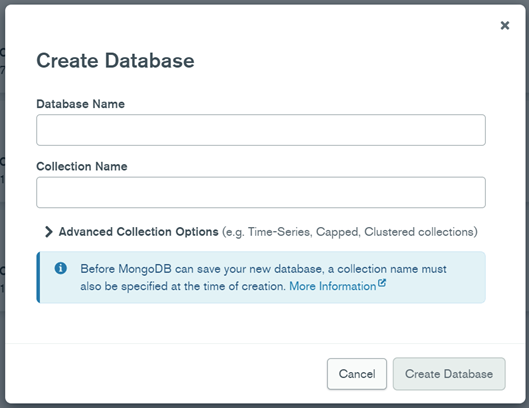 Create Database
Database Name
Collection Name
Advanced Collection Options (e.g. Time-Series, Capped, Clustered collections)
Before MongoDB can save your new database, a collection name must
also be specified at the time of creation. More Information
Cancel Create Database